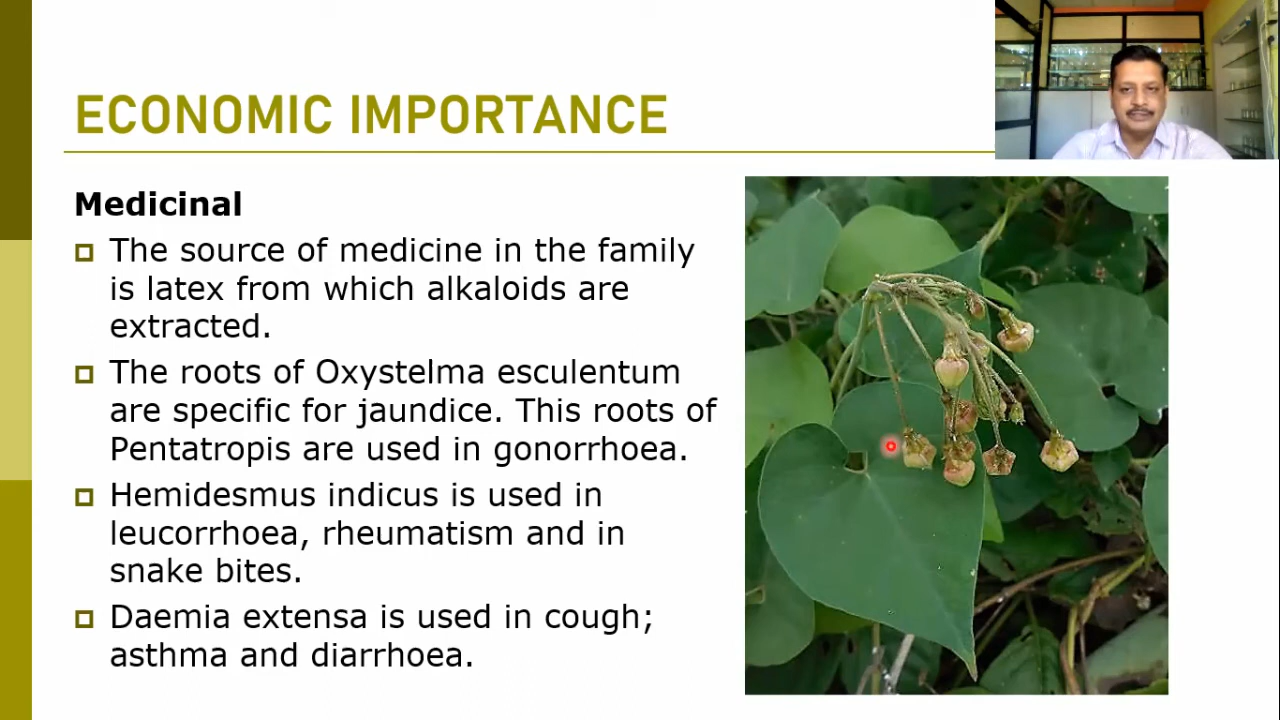 ECONOMIC IMPORTANCE
Medicinal
The source of medicine in the family
is latex from which alkaloids are
extracted.
The roots of Oxystelma esculentum
are specific for jaundice. This roots of
Pentatropis are used in gonorrhoea.
Hemidesmus indicus is used in
leucorrhoea, rheumatism and in
snake bites.
Daemia extensa is used in cough;
asthma and diarrhoea.